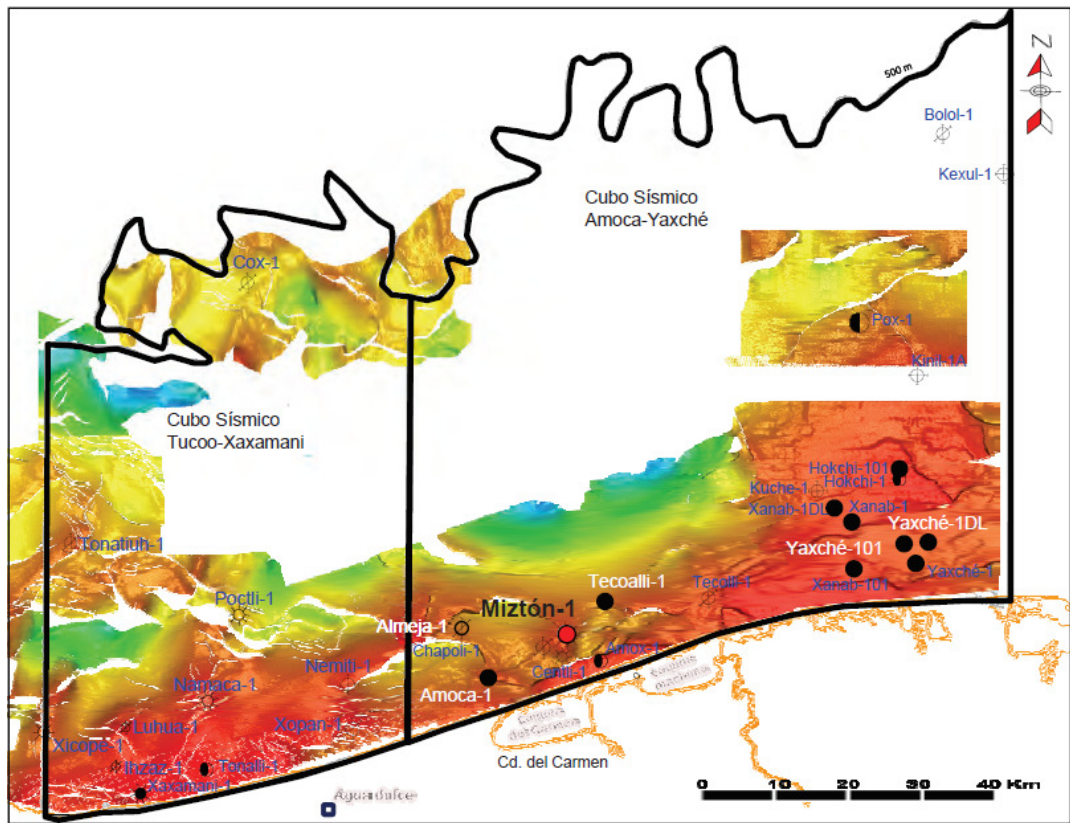 Z
500 m
Bolol-1
Kexul-1
Cubo Sísmico
Amoca-Yaxché
Cox-1
Pox-1
Kinil-1A
Cubo Sísmico
Tucoo-Xaxamani
Hokchi-101
Hokchi-1
Kuche-1
Xanab-1DL
Xanab-1
Yaxché-1DL
Yaxché-101
Yaxché-1
Xanab-101
Tonatiuh-1
Tecoalli-1
Tecolli-1
Poctli-1
Miztón-1
Almeja-1
Chapoli-1
Centli-1
Amox-1
Amoca-1
Nemiti-1
Namaca-1
Luhua-1
Xopan-1
Xicope-1
Ihzaz-1
Tonalli-1
Xaxamani-1
Cd. del Carmen
Aguadulce
0 10 20 30 40 Km